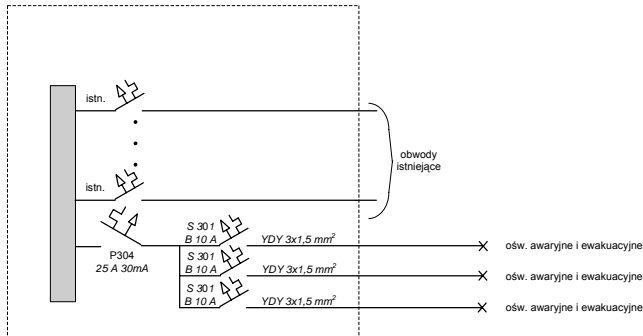 istn.
obwody
istniejące
istn.
S 301
B 10 A YDY 3x1,5 mm² ośw. awaryjne i ewakuacyjne
P304
25 A 30mA
S 301
B 10 A YDY 3x1,5 mm² ośw. awaryjne i ewakuacyjne
S 301
B 10 A YDY 3x1,5 mm² ośw. awaryjne i ewakuacyjne